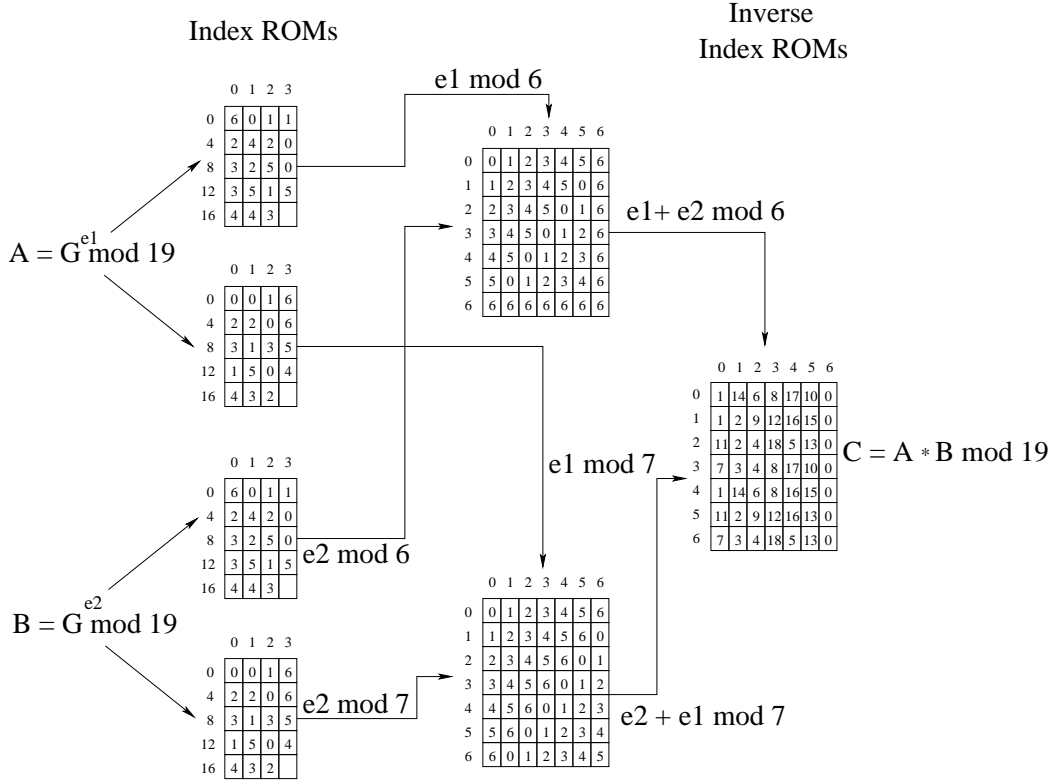 Index ROMs
Inverse
Index ROMs
0 1 2 3
0 6 0 1 1
4 2 4 2 0
8 3 2 5 0
12 3 5 1 5
16 4 4 3
e1 mod 6
0 1 2 3 4 5 6
0 0 1 2 3 4 5 6
1 1 2 3 4 5 0 6
2 2 3 4 5 0 1 6
3 3 4 5 0 1 2 6
4 4 5 0 1 2 3 6
5 5 0 1 2 3 4 6
6 6 6 6 6 6 6 6
e1+ e2 mod 6
A = G^e1 mod 19
0 1 2 3
0 0 0 1 6
4 2 2 0 6
8 3 1 3 5
12 1 5 0 4
16 4 3 2
e1 mod 7
0 1 2 3 4 5 6
0 1 14 6 8 17 10 0
1 1 2 9 12 16 15 0
2 11 2 4 18 5 13 0
3 7 3 4 8 17 10 0
4 1 14 6 8 16 15 0
5 11 2 9 12 16 13 0
6 7 3 4 18 5 13 0
C = A * B mod 19
0 1 2 3
0 6 0 1 1
4 2 4 2 0
8 3 2 5 0
12 3 5 1 5
16 4 4 3
e2 mod 6
B = G^e2 mod 19
0 1 2 3
0 0 0 1 6
4 2 2 0 6
8 3 1 3 5
12 1 5 0 4
16 4 3 2
e2 mod 7
0 1 2 3 4 5 6
0 0 1 2 3 4 5 6
1 1 2 3 4 5 6 0
2 2 3 4 5 6 0 1
3 3 4 5 6 0 1 2
4 4 5 6 0 1 2 3
5 5 6 0 1 2 3 4
6 6 0 1 2 3 4 5
e2 + e1 mod 7